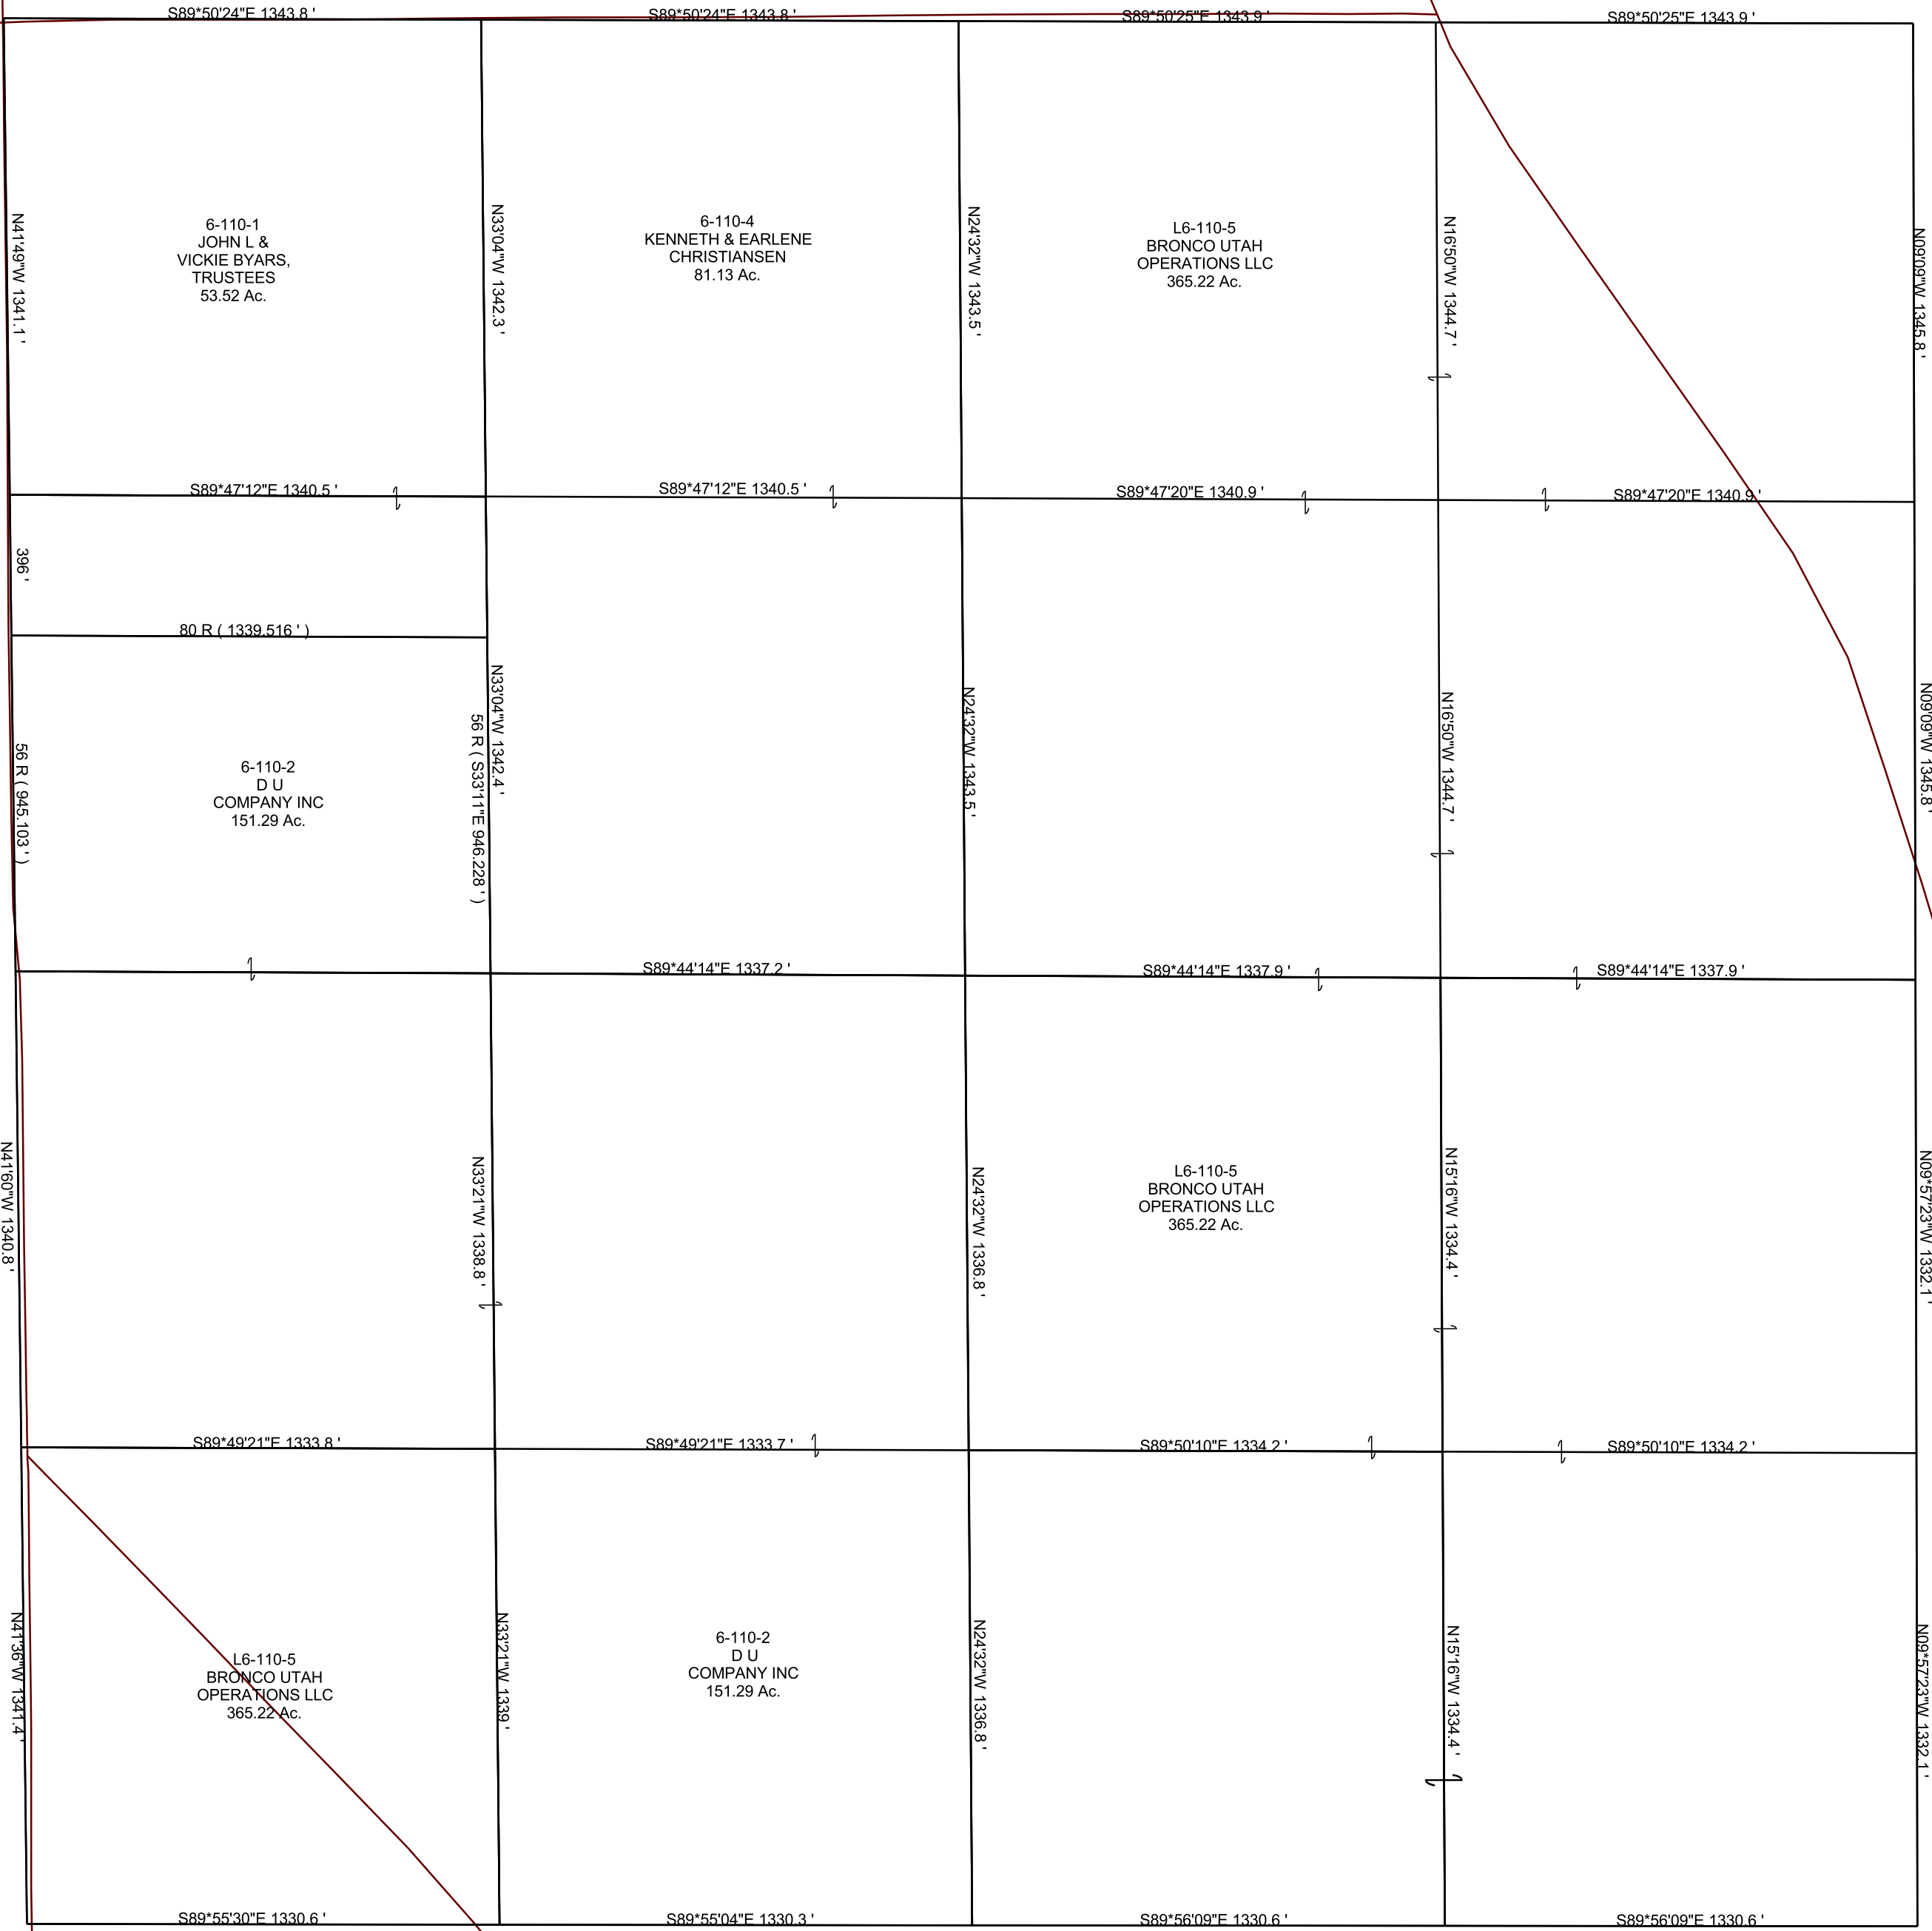 S89*50'24"E 1343.8 '
S89*50'24"E 1343.8 '
S89*50'25"E 1343.9 '
S89*50'25"E 1343.9 '
N41'49"W 1341.1 '
6-110-1
JOHN L &
VICKIE BYARS,
TRUSTEES
53.52 Ac.
N33'04"W 1342.3 '
6-110-4
KENNETH & EARLENE
CHRISTIANSEN
81.13 Ac.
N24'32"W 1343.5 '
L6-110-5
BRONCO UTAH
OPERATIONS LLC
365.22 Ac.
N16'50"W 1344.7 '
N09'09"W 1345.8 '
S89*47'12"E 1340.5 '
S89*47'12"E 1340.5 '
S89*47'20"E 1340.9 '
S89*47'20"E 1340.9 '
396 '
80 R ( 1339.516 ' )
56 R ( 945.103 ' )
6-110-2
D U
COMPANY INC
151.29 Ac.
56 R ( S33'11"E 946.228 ' )
N33'04"W 1342.4 '
N24'32"W 1343.5 '
N16'50"W 1344.7 '
N09'09"W 1345.8 '
S89*44'14"E 1337.2 '
S89*44'14"E 1337.9 '
S89*44'14"E 1337.9 '
N41'60"W 1340.8 '
N33'21"W 1338.8 '
N24'32"W 1336.8 '
L6-110-5
BRONCO UTAH
OPERATIONS LLC
365.22 Ac.
N15'16"W 1334.4 '
N09*57'23"W 1332.1 '
S89*49'21"E 1333.8 '
S89*49'21"E 1333.7 '
S89*50'10"E 1334.2 '
S89*50'10"E 1334.2 '
N41'36"W 1341.4 '
L6-110-5
BRONCO UTAH
OPERATIONS LLC
365.22 Ac.
N33'21"W 1339 '
6-110-2
D U
COMPANY INC
151.29 Ac.
N24'32"W 1336.8 '
N15'16"W 1334.4 '
N09*57'23"W 1332.1 '
S89*55'30"E 1330.6 '
S89*55'04"E 1330.3 '
S89*56'09"E 1330.6 '
S89*56'09"E 1330.6 '